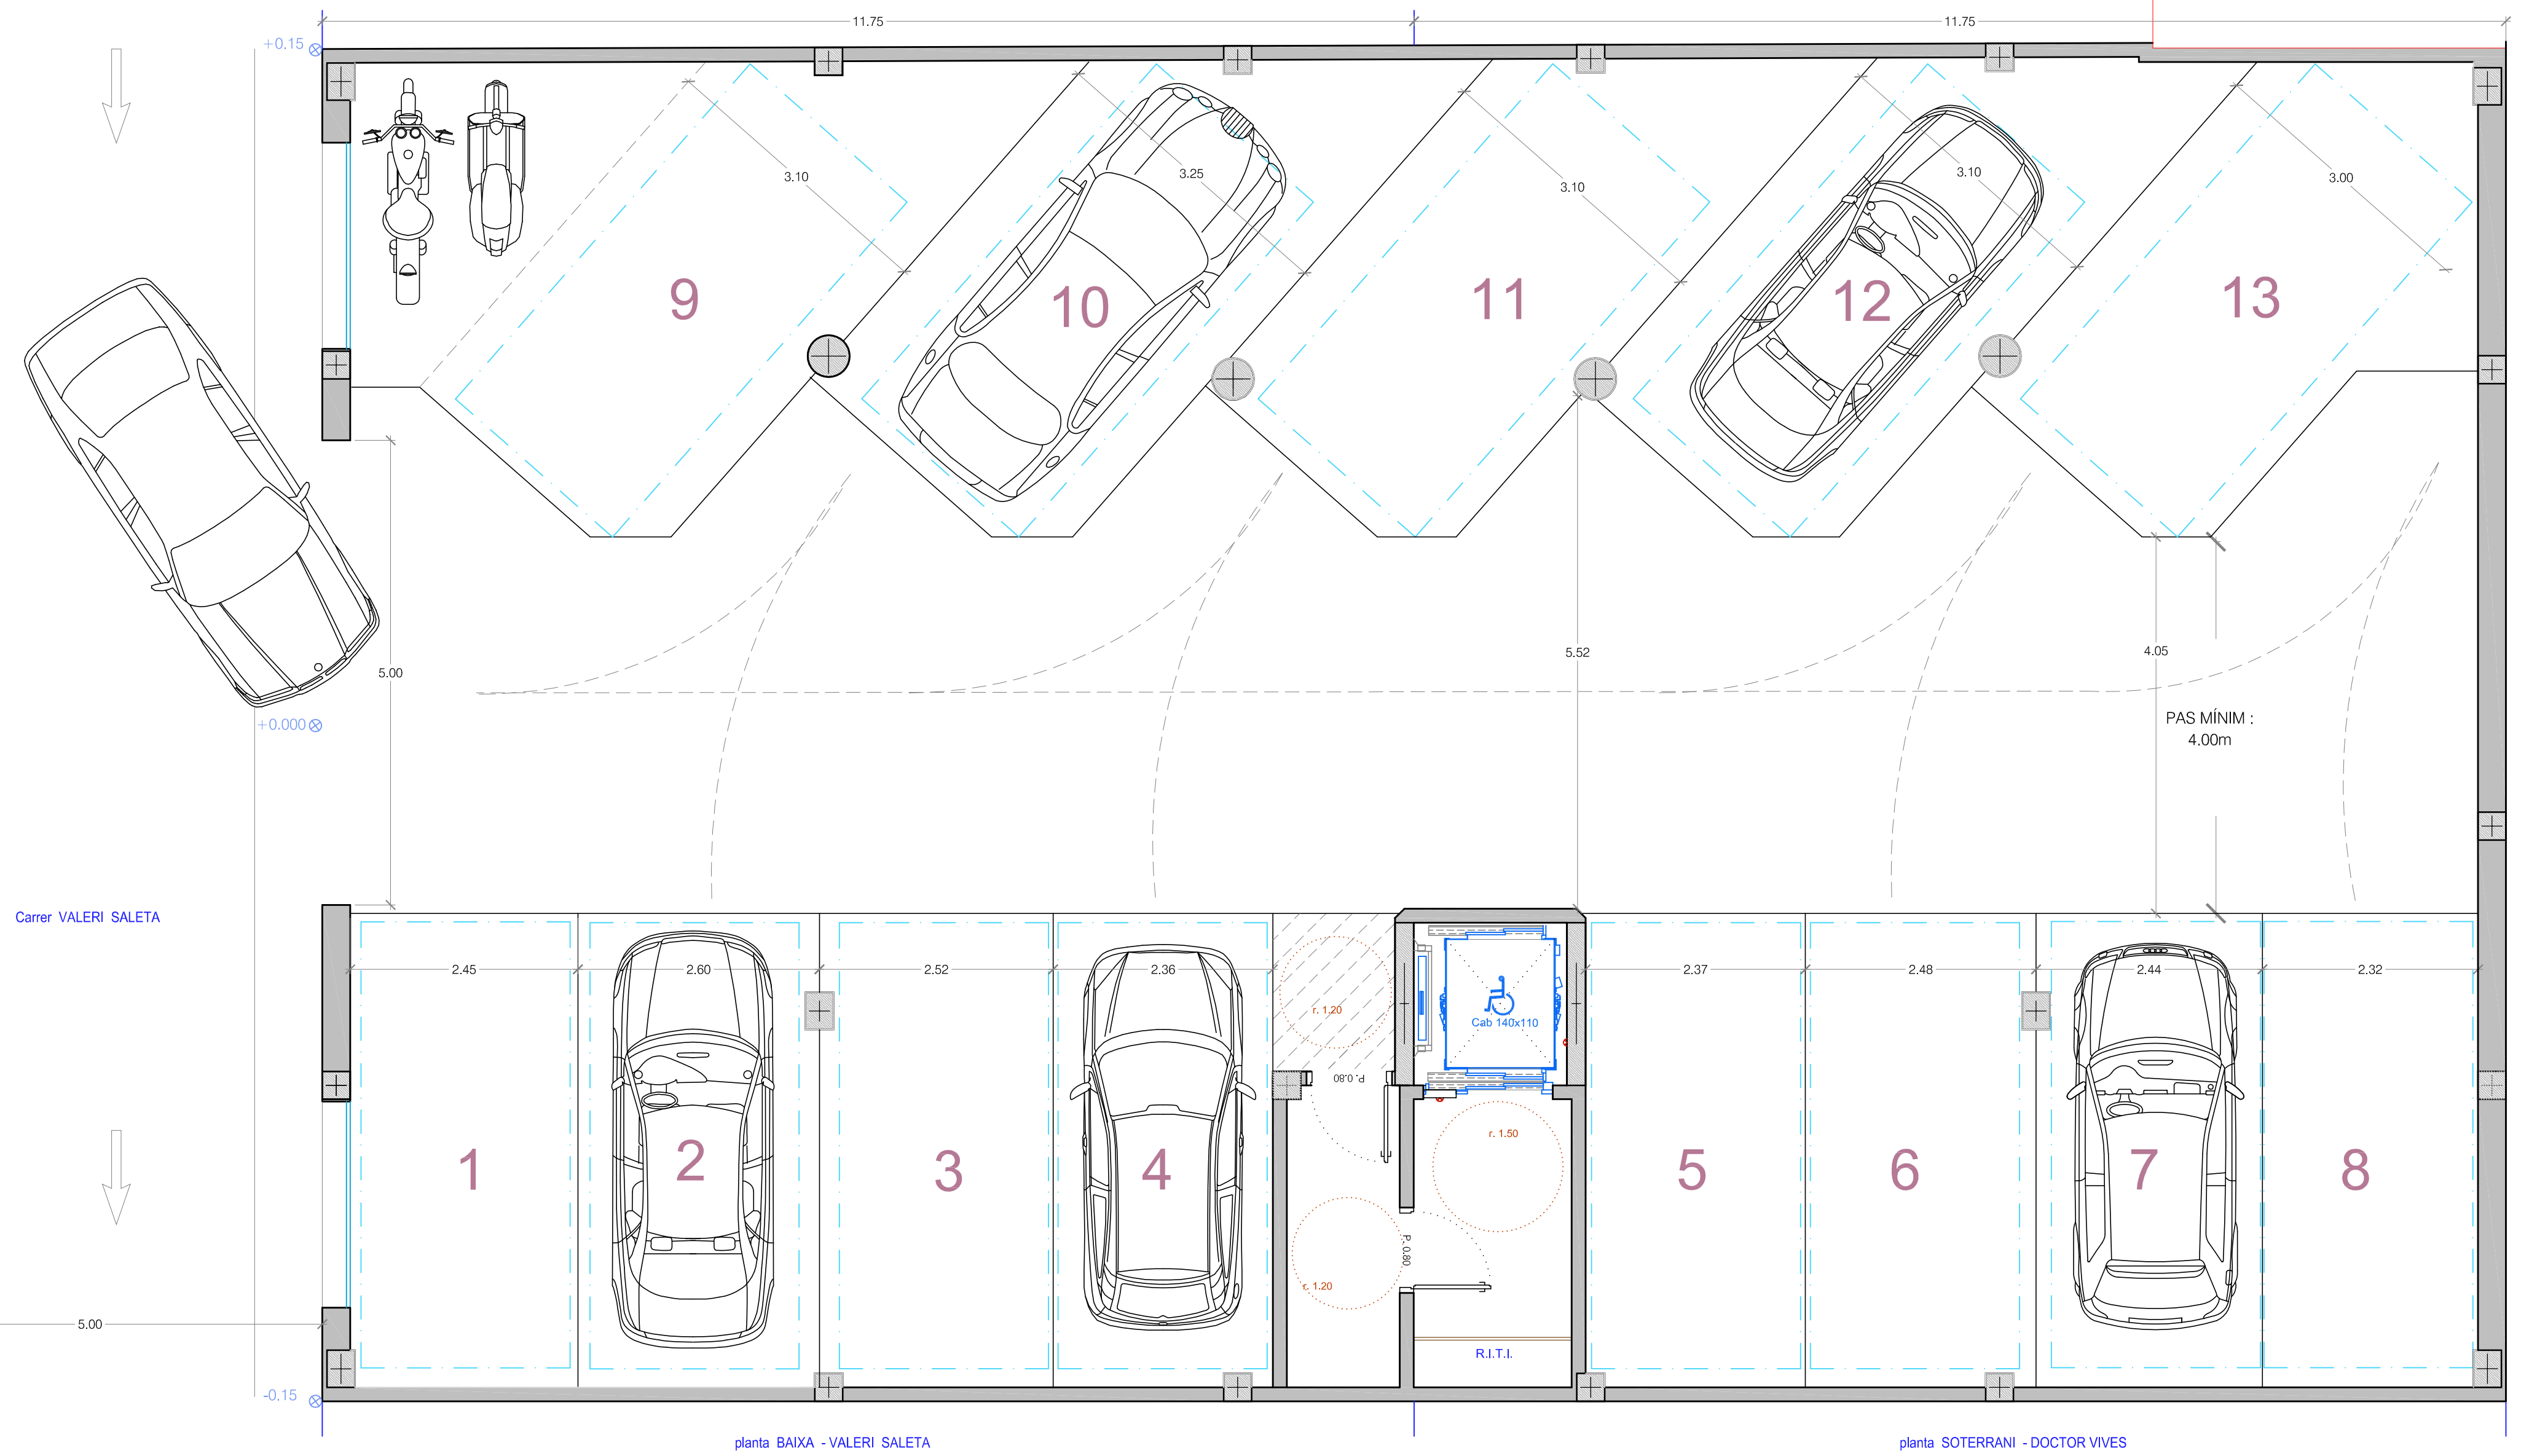 11.75
11.75
+0.15
3.10
3.25
3.10
3.10
3.00
9
10
11
12
13
5.00
5.52
4.05
+0.000
PAS MÍNIM :
4.00m
Carrer VALERI SALETA
2.45
2.60
2.52
2.36
2.37
2.48
2.44
2.32
r. 1.20
Cab 140x110
P. 0.80
r. 1.50
1
2
3
4
5
6
7
8
P. 0.80
r. 1.20
5.00
R.I.T.I.
-0.15
planta BAIXA - VALERI SALETA
planta SOTERRANI - DOCTOR VIVES